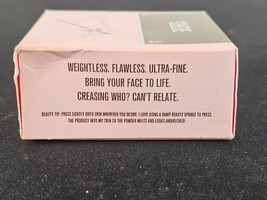 WEIGHTLESS. FLAWLESS. ULTRA-FINE.
BRING YOUR FACE TO LIFE.
CREASING WHO? CAN'T RELATE.
BEAUTY TIP: PRESS LIGHTLY ONTO SKIN WHEREVER YOU DESIRE. I LOVE USING A DAMP BEAUTY SPONGE TO PRESS
THE PRODUCT INTO MY SKIN SO THE POWDER MELTS AND LOOKS AIRBRUSHED!